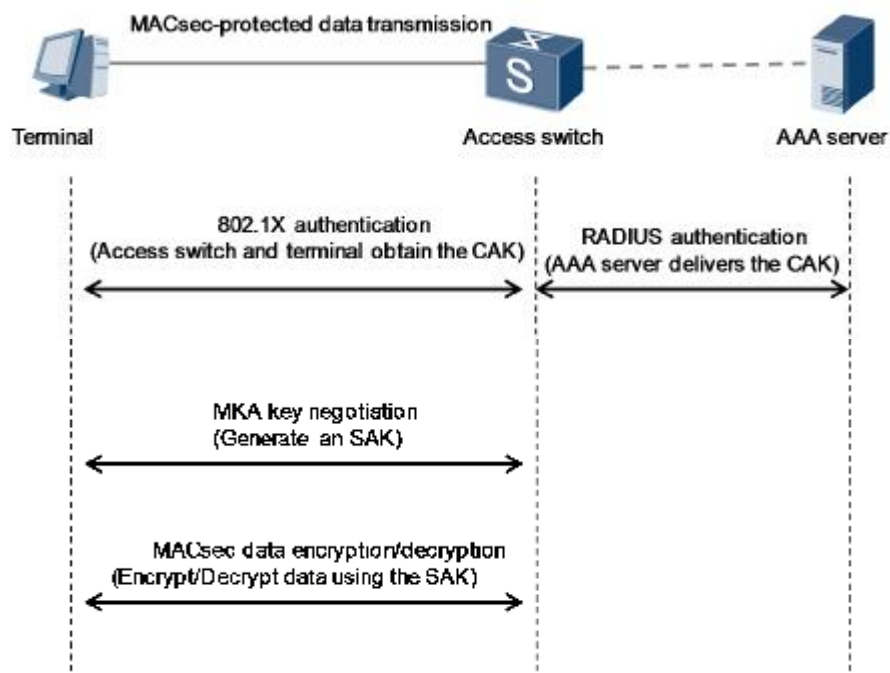 MACsec-protected data transmission
S
Terminal
Access switch
AAA server
802.1X authentication
(Access switch and terminal obtain the CAK)
RADIUS authentication
(AAA server delivers the CAK)
MKA key negotiation
(Generate an SAK)
MACsec data encryption/decryption
(Encrypt/Decrypt data using the SAK)